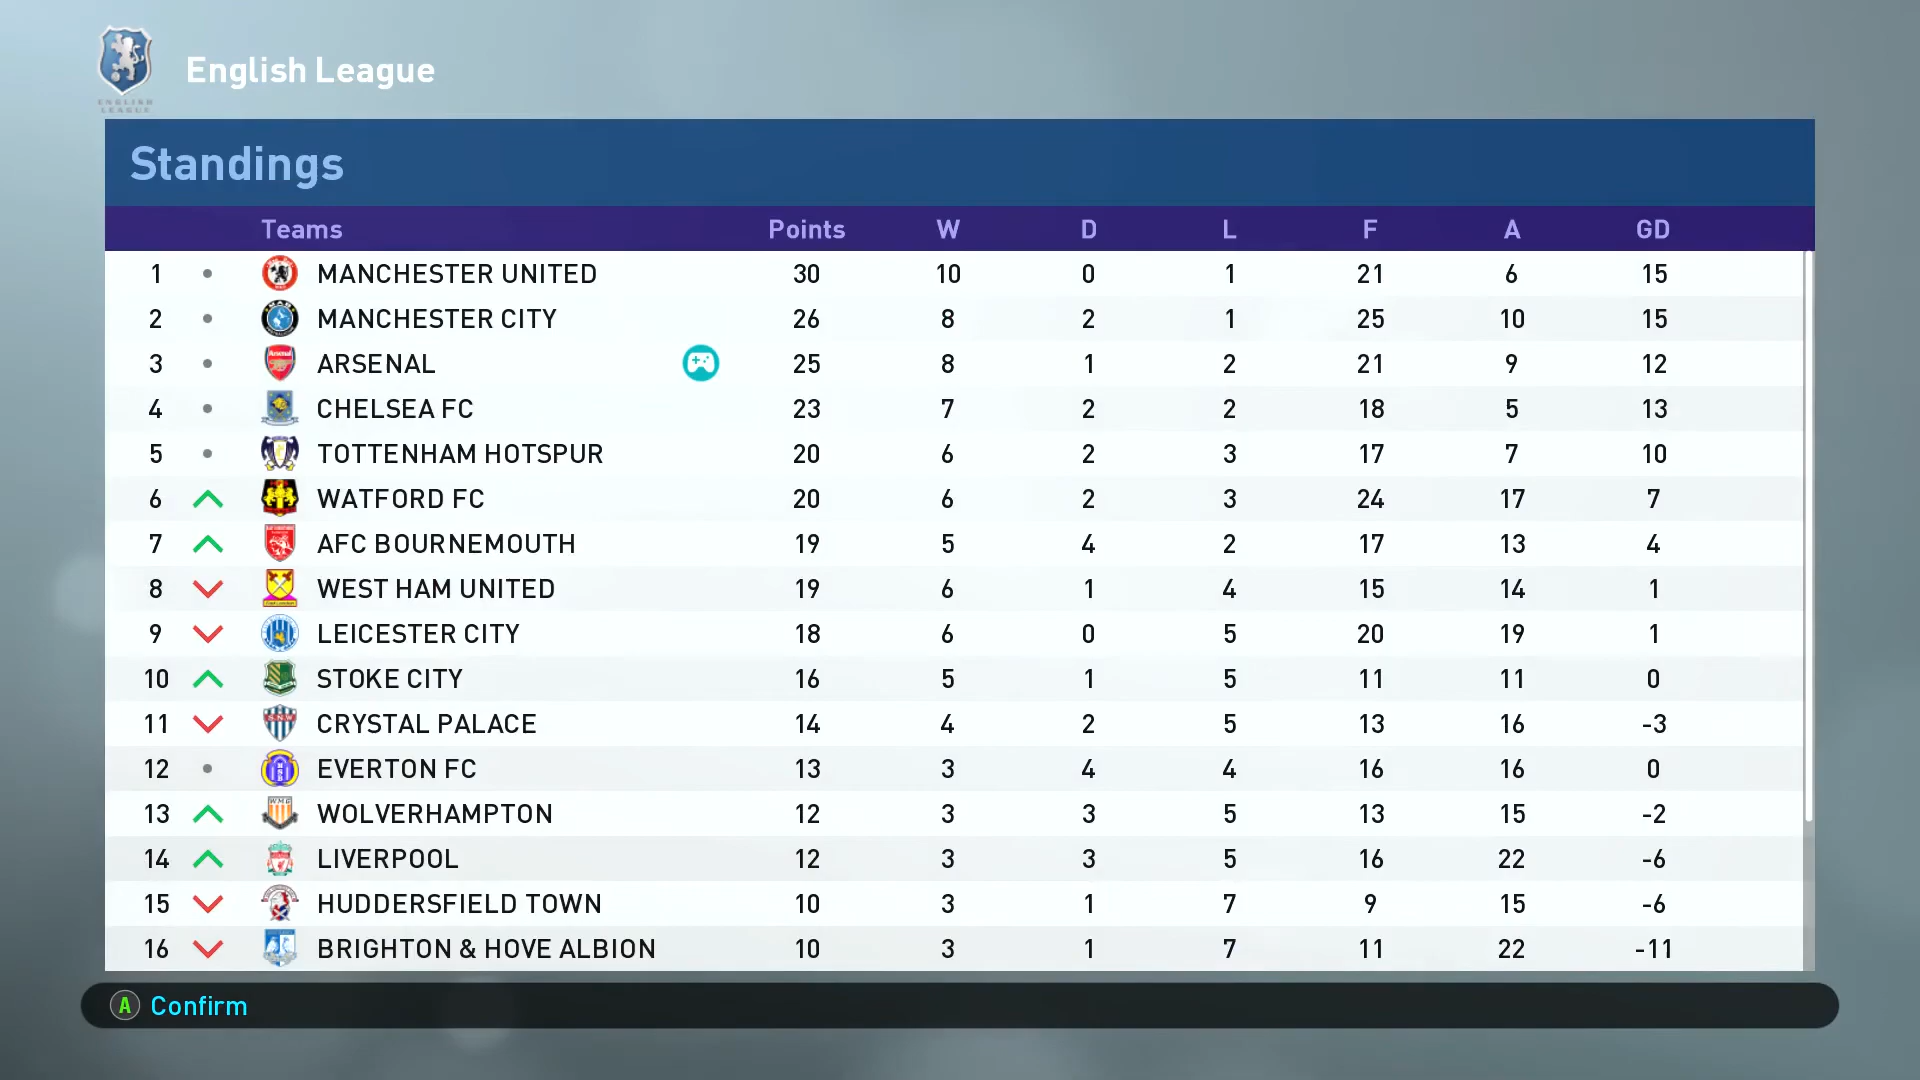 ENGLISH
LEAGUE
English League
Standings
Teams Points W D L F A GD
1 MANCHESTER UNITED 30 10 0 1 21 6 15
2 MANCHESTER CITY 26 8 2 1 25 10 15
3 ARSENAL 25 8 1 2 21 9 12
4 CHELSEA FC 23 7 2 2 18 5 13
5 TOTTENHAM HOTSPUR 20 6 2 3 17 7 10
6 WATFORD FC 20 6 2 3 24 17 7
7 AFC BOURNEMOUTH 19 5 4 2 17 13 4
8 WEST HAM UNITED 19 6 1 4 15 14 1
9 LEICESTER CITY 18 6 0 5 20 19 1
10 STOKE CITY 16 5 1 5 11 11 0
11 CRYSTAL PALACE 14 4 2 5 13 16 -3
12 EVERTON FC 13 3 4 4 16 16 0
13 WOLVERHAMPTON 12 3 3 5 13 15 -2
14 LIVERPOOL 12 3 3 5 16 22 -6
15 HUDDERSFIELD TOWN 10 3 1 7 9 15 -6
16 BRIGHTON & HOVE ALBION 10 3 1 7 11 22 -11
A Confirm